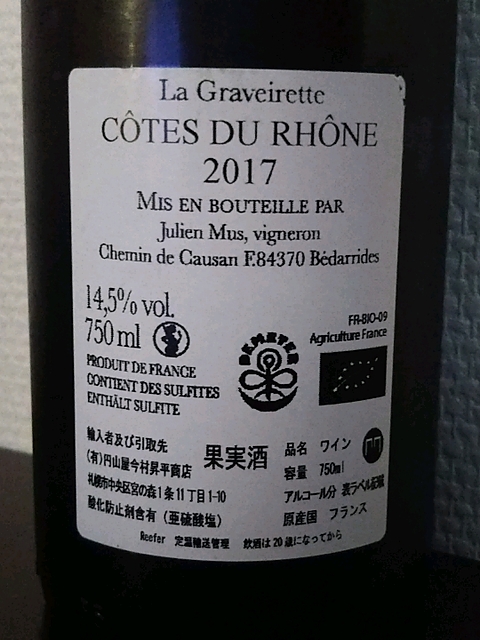 La Graveirette
CÔTES DU RHÔNE
2017
MIS EN BOUTEILLE PAR
Julien Mus, vigneron
Chemin de Causan F.84370 Bédarrides
14,5% vol.
750 ml
PRODUIT DE FRANCE
CONTIENT DES SULFITES
ENTHÄLT SULFITE
DEMETER
FR-BIO-09
Agriculture France
輸入者及び引取先
(有)円山屋今村昇平商店
札幌市中央区宮の森1条11丁目1-10
酸化防止剤含有（亜硫酸塩）
果実酒
品名 ワイン
容量 750ml
アルコール分 表ラベル記載
原産国 フランス
Reefer 定温輸送管理 飲酒は20歳になってから